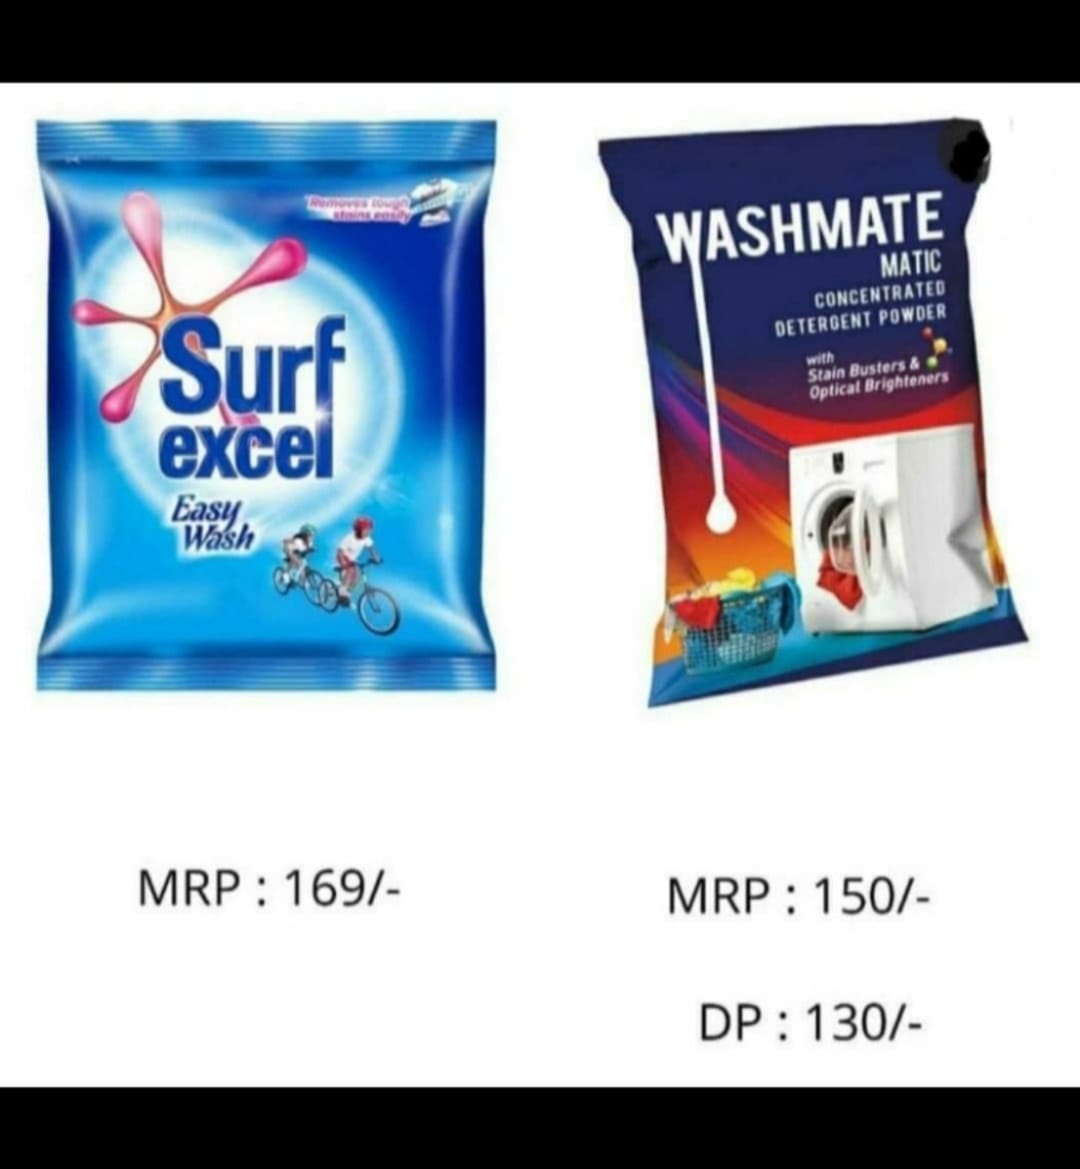 Removes tough
stains easily
Surf
excel
Easy
Wash
MRP : 169/-
WASHMATE
MATIC
CONCENTRATED
DETERGENT POWDER
with
Stain Busters &
Optical Brighteners
MRP : 150/-
DP : 130/-